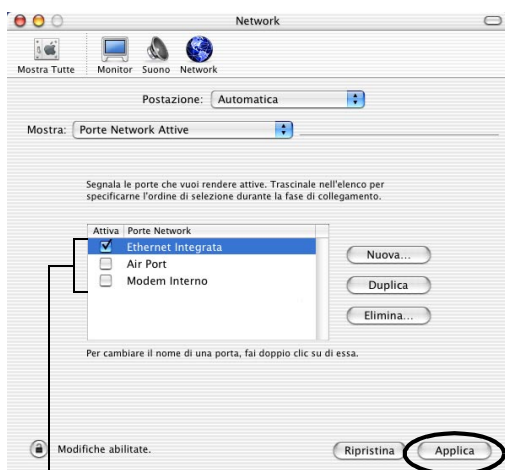 Network
Mostra Tutte
Monitor
Suono
Network
Postazione: Automatica
Mostra: Porte Network Attive
Segnala le porte che vuoi rendere attive. Trascinale nell'elenco per
specificarne l'ordine di selezione durante la fase di
collegamento.
Attiva Porte Network
Ethernet Integrata
Air Port
Modem Interno
Nuova...
Duplica
Elimina...
Per cambiare il nome di una porta, fai doppio clic su di essa.
Modifiche abilitate.
Ripristina
Applica